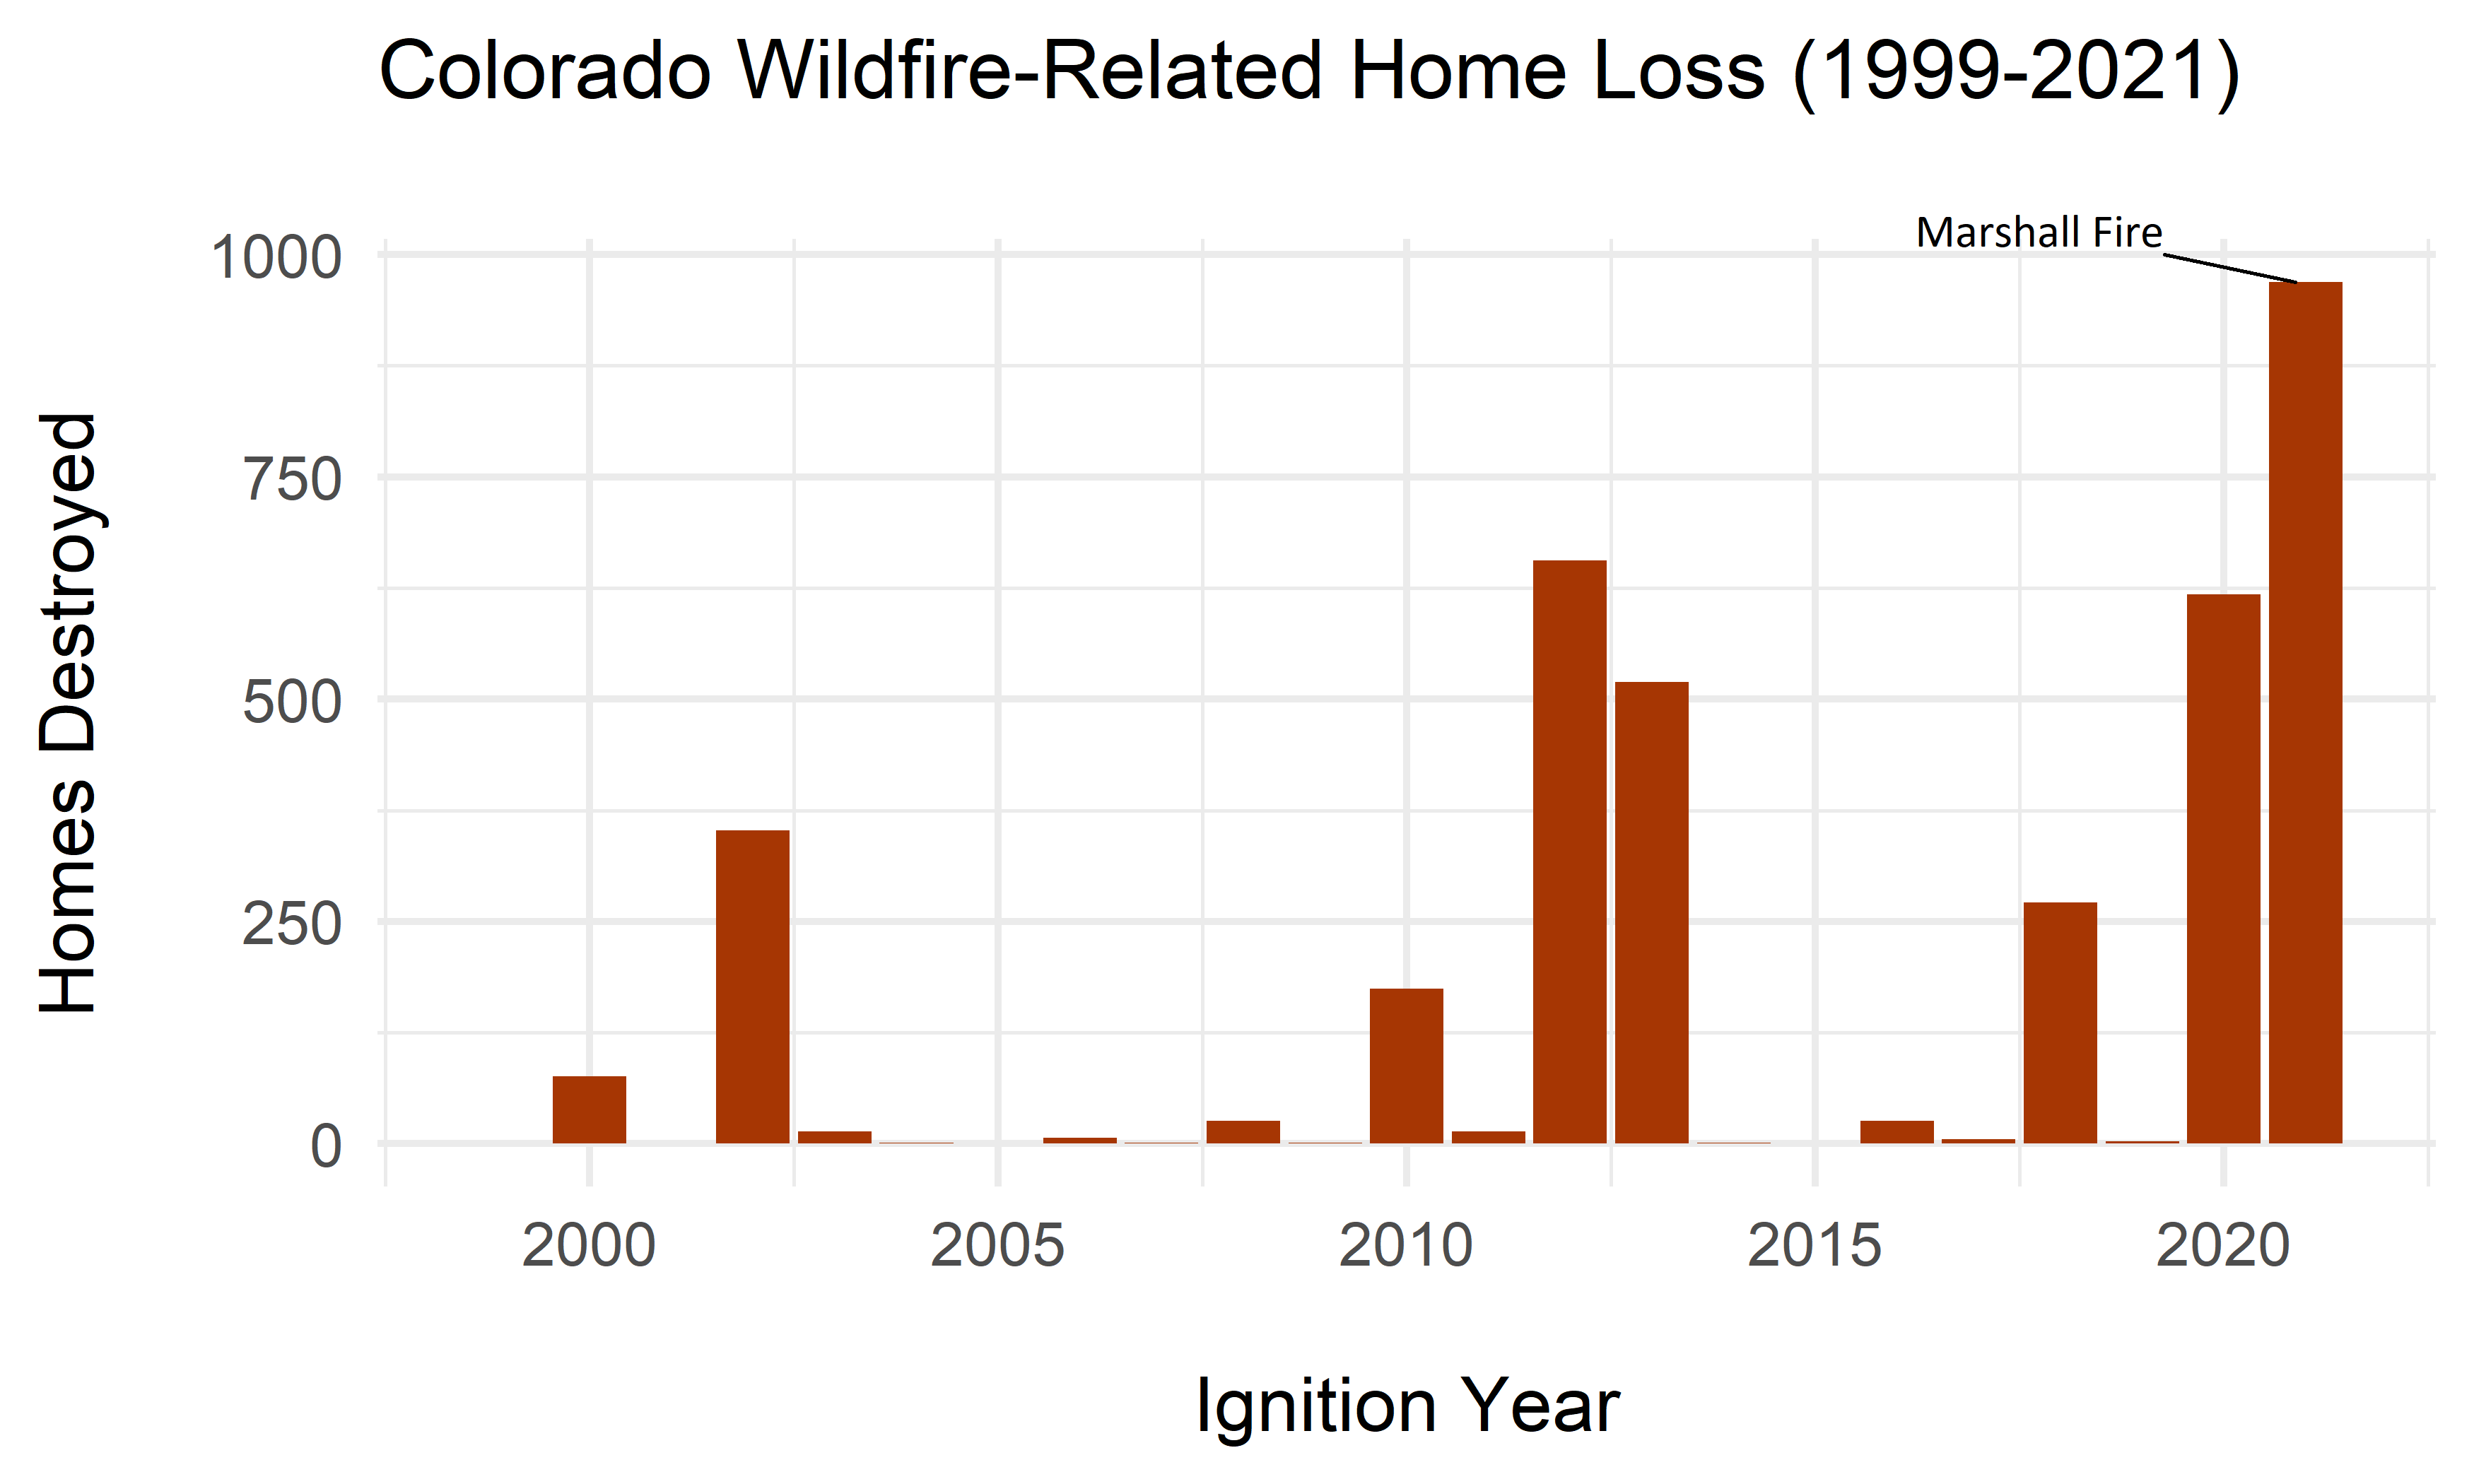 Colorado Wildfire-Related Home Loss (1999-2021)
Marshall Fire
1000
750
500
250
0
Homes Destroyed
2000
2005
2010
2015
2020
Ignition Year